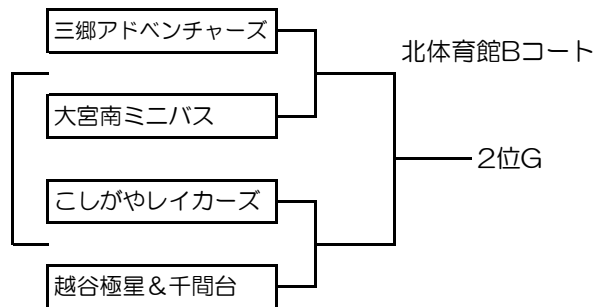 三郷アドベンチャーズ
北体育館Bコート
大宮南ミニバス
2位G
こしがやレイカーズ
越谷極星＆千間台